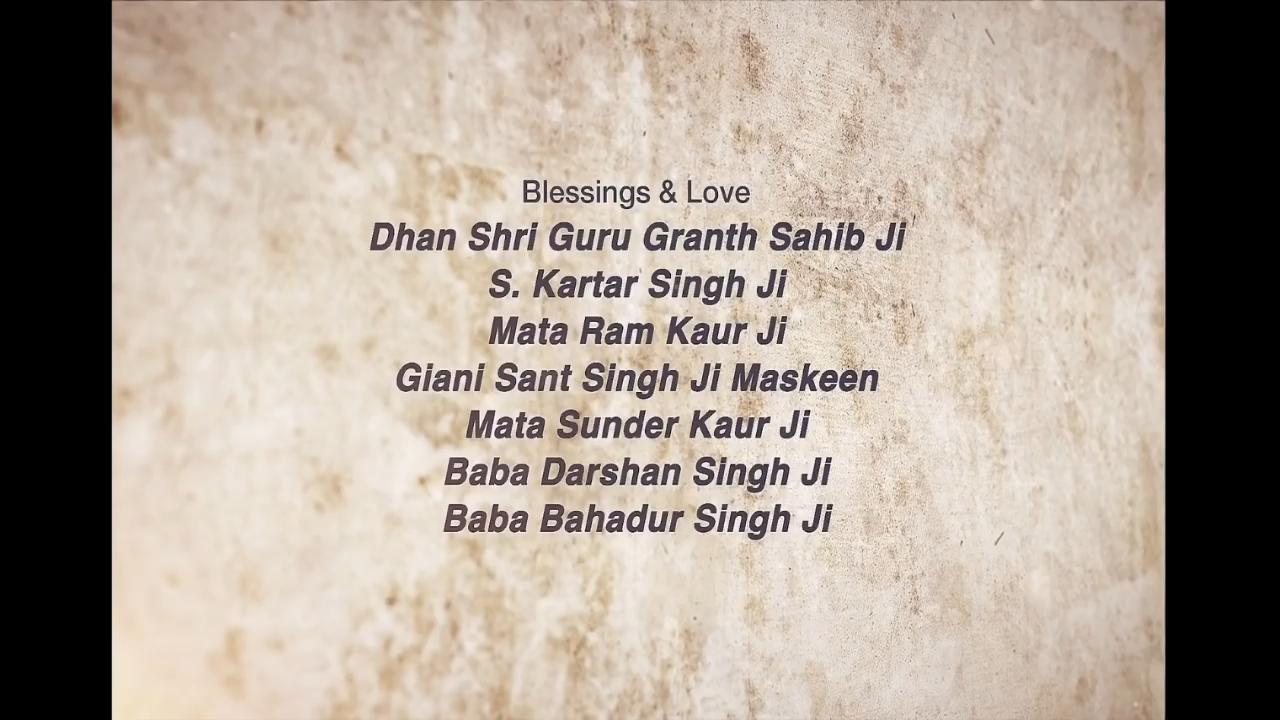 Blessings & Love
Dhan Shri Guru Granth Sahib Ji
S. Kartar Singh Ji
Mata Ram Kaur Ji
Giani Sant Singh Ji Maskeen
Mata Sunder Kaur Ji
Baba Darshan Singh Ji
Baba Bahadur Singh Ji